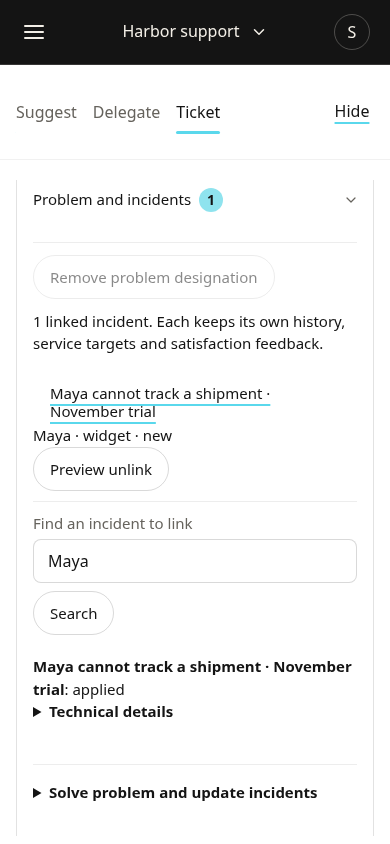 Harbor support
S
Suggest Delegate Ticket Hide
Problem and incidents 1
Remove problem designation
1 linked incident. Each keeps its own history,
service targets and satisfaction feedback.
Maya cannot track a shipment ·
November trial
Maya · widget · new
Preview unlink
Find an incident to link
Maya
Search
Maya cannot track a shipment · November
trial: applied
Technical details
Solve problem and update incidents